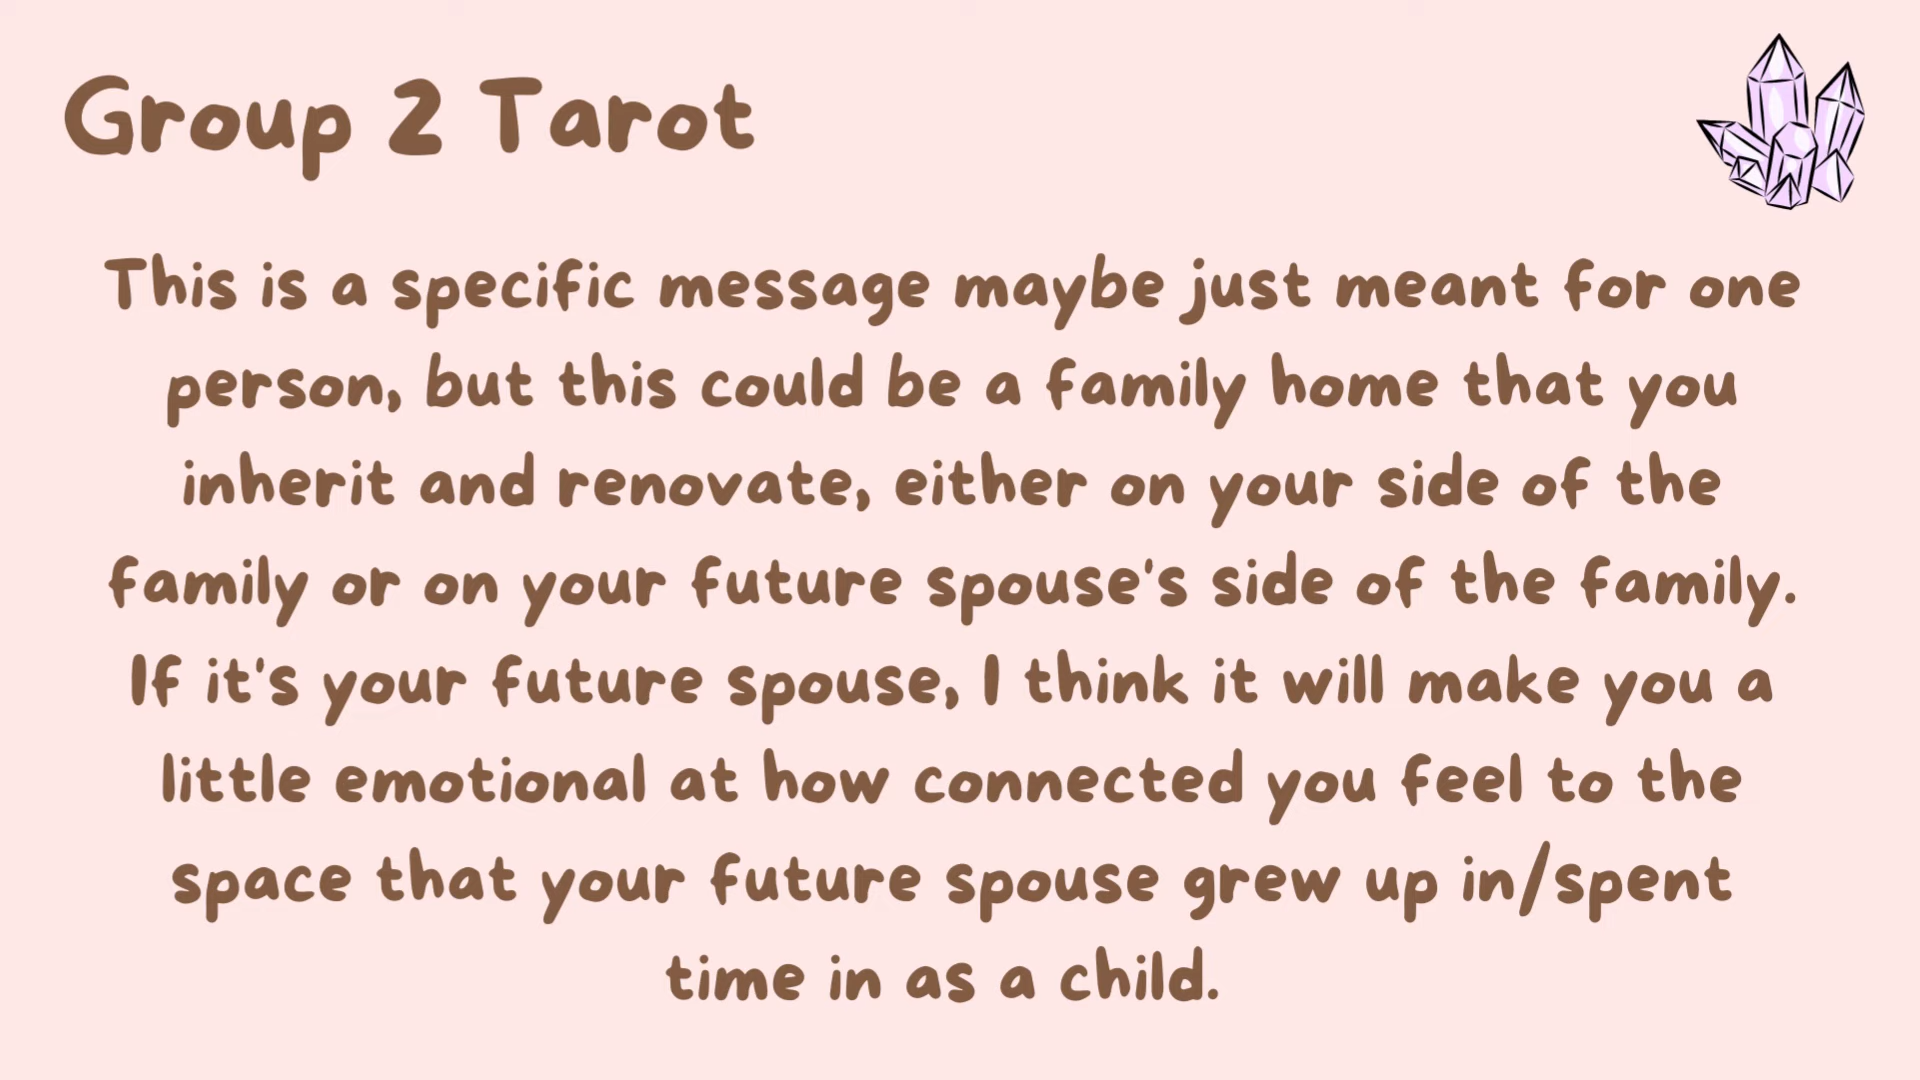 Group 2 Tarot
This is a specific message maybe just meant for one
person, but this could be a family home that you
inherit and renovate, either on your side of the
family or on your future spouse's side of the family.
If it's your future spouse, I think it will make you a
little emotional at how connected you feel to the
space that your future spouse grew up in/spent
time in as a child.